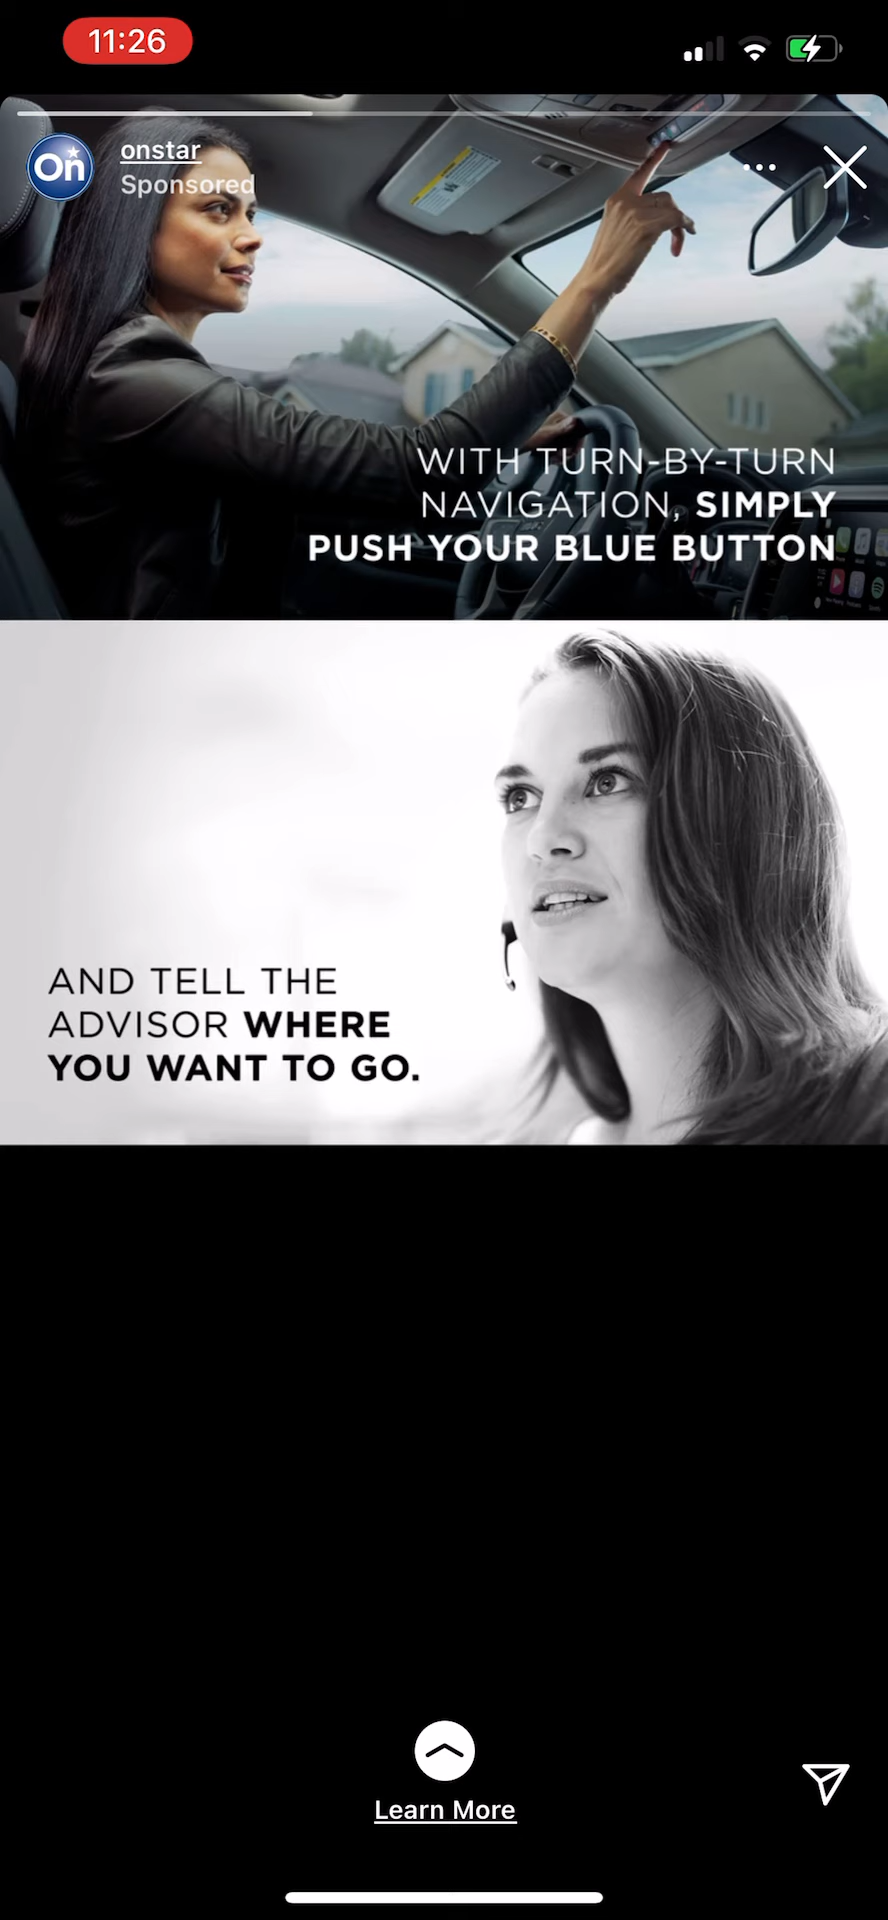 11:26
On
onstar
Sponsored
WITH TURN-BY-TURN
NAVIGATION, SIMPLY
PUSH YOUR BLUE BUTTON
AND TELL THE
ADVISOR WHERE
YOU WANT TO GO.
Learn More